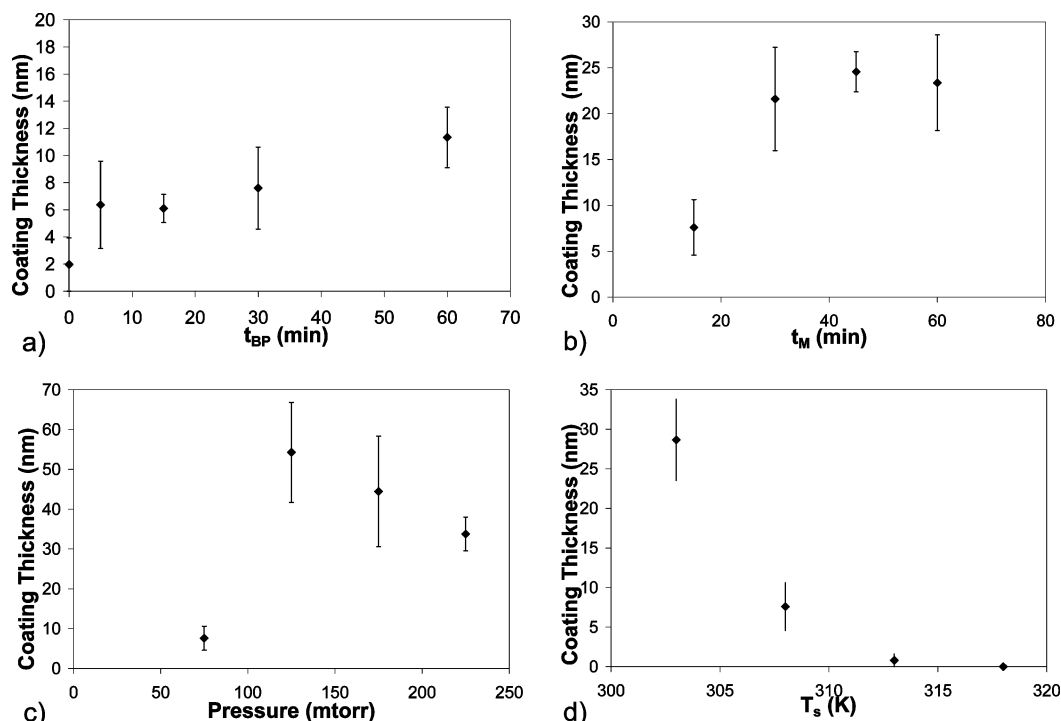 20
18
16
14
12
10
8
6
4
2
0
Coating Thickness (nm)
0 10 20 30 40 50 60 70
t_BP (min)
a)
30
25
20
15
10
5
0
Coating Thickness (nm)
0 20 40 60 80
t_M (min)
b)
70
60
50
40
30
20
10
0
Coating Thickness (nm)
0 50 100 150 200 250
Pressure (mtorr)
c)
35
30
25
20
15
10
5
0
Coating Thickness (nm)
300 305 310 315 320
T_s (K)
d)